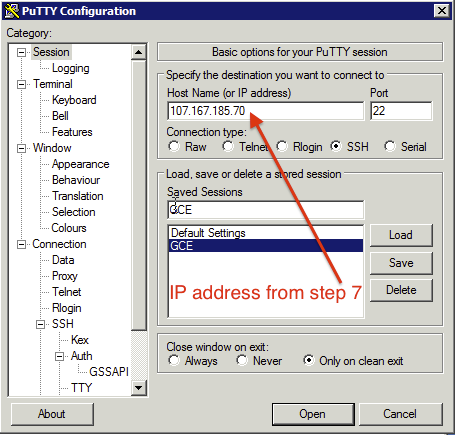 PuTTY Configuration
Category:
Session
Logging
Terminal
Keyboard
Bell
Features
Window
Appearance
Behaviour
Translation
Selection
Colours
Connection
Data
Proxy
Telnet
Rlogin
SSH
Kex
Auth
GSSAPI
TTY
Basic options for your PuTTY session
Specify the destination you want to connect to
Host Name (or IP address) Port
107.167.185.70 22
Connection type:
Raw Telnet Rlogin SSH Serial
Load, save or delete a stored session
Saved Sessions
GCE
Default Settings
GCE
Load
Save
Delete
IP address from step 7
Close window on exit:
Always Never Only on clean exit
About Open Cancel